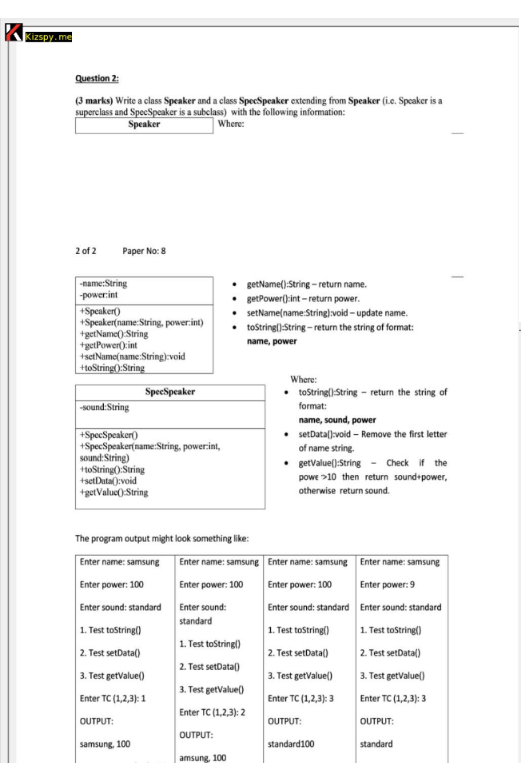 Kizspy.me
Question 2:
(3 marks) Write a class Speaker and a class SpecSpeaker extending from Speaker (i.e. Speaker is a
superclass and SpecSpeaker is a subclass) with the following information:
Speaker
Where:
2 of 2 Paper No: 8
-name:String
-power:int
+Speaker()
+Speaker(name:String, power:int)
+getName():String
+getPower():int
+setName(name:String):void
+toString():String
• getName():String – return name.
• getPower():int – return power.
• setName(name:String):void – update name.
• toString():String – return the string of format:
name, power
SpecSpeaker
-sound:String
+SpecSpeaker()
+SpecSpeaker(name:String, power:int,
sound:String)
+toString():String
+setData():void
+getValue():String
Where:
• toString():String – return the string of
format:
name, sound, power
• setData():void – Remove the first letter
of name string.
• getValue():String – Check if the
powe >10 then return sound+power,
otherwise return sound.
The program output might look something like:
Enter name: samsung
Enter power: 100
Enter sound: standard
1. Test toString()
2. Test setData()
3. Test getValue()
Enter TC (1,2,3): 1
OUTPUT:
samsung, 100
Enter name: samsung
Enter power: 100
Enter sound:
standard
1. Test toString()
2. Test setData()
3. Test getValue()
Enter TC (1,2,3): 2
OUTPUT:
amsung, 100
Enter name: samsung
Enter power: 100
Enter sound: standard
1. Test toString()
2. Test setData()
3. Test getValue()
Enter TC (1,2,3): 3
OUTPUT:
standard100
Enter name: samsung
Enter power: 9
Enter sound: standard
1. Test toString()
2. Test setData()
3. Test getValue()
Enter TC (1,2,3): 3
OUTPUT:
standard